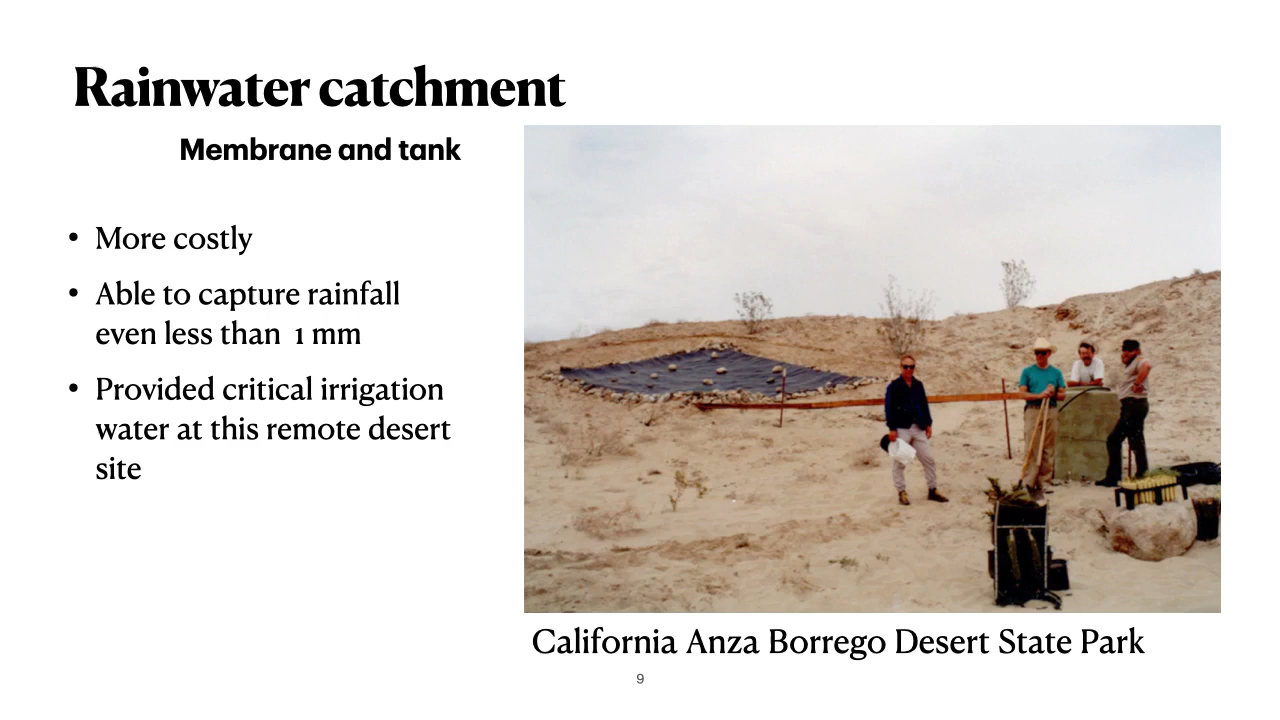 Rainwater catchment
Membrane and tank
• More costly
• Able to capture rainfall
even less than 1 mm
• Provided critical irrigation
water at this remote desert
site
California Anza Borrego Desert State Park
9